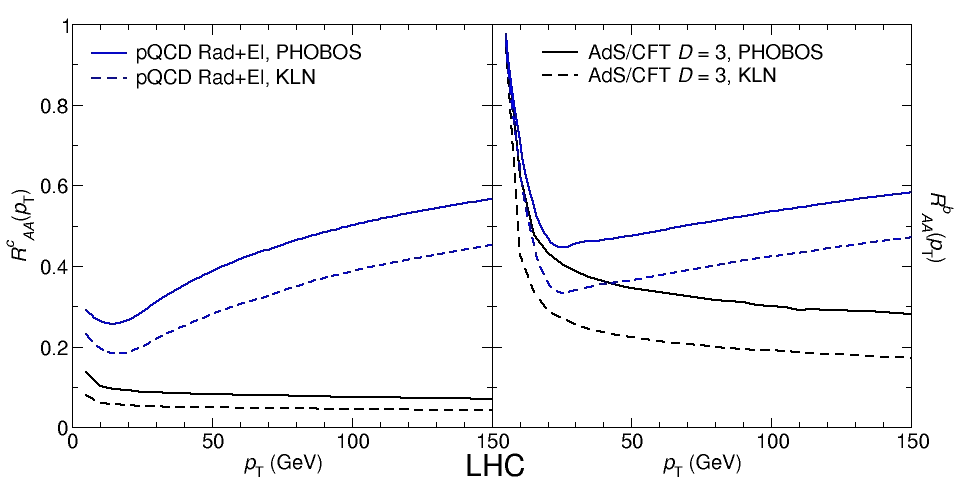 1
0.8
0.6
0.4
0.2
0
R^c_AA(p_T)
pQCD Rad+El, PHOBOS
pQCD Rad+El, KLN
AdS/CFT D = 3, PHOBOS
AdS/CFT D = 3, KLN
R^b_AA(p_T)
0 50 100 150 50 100 150
p_T (GeV) LHC p_T (GeV)